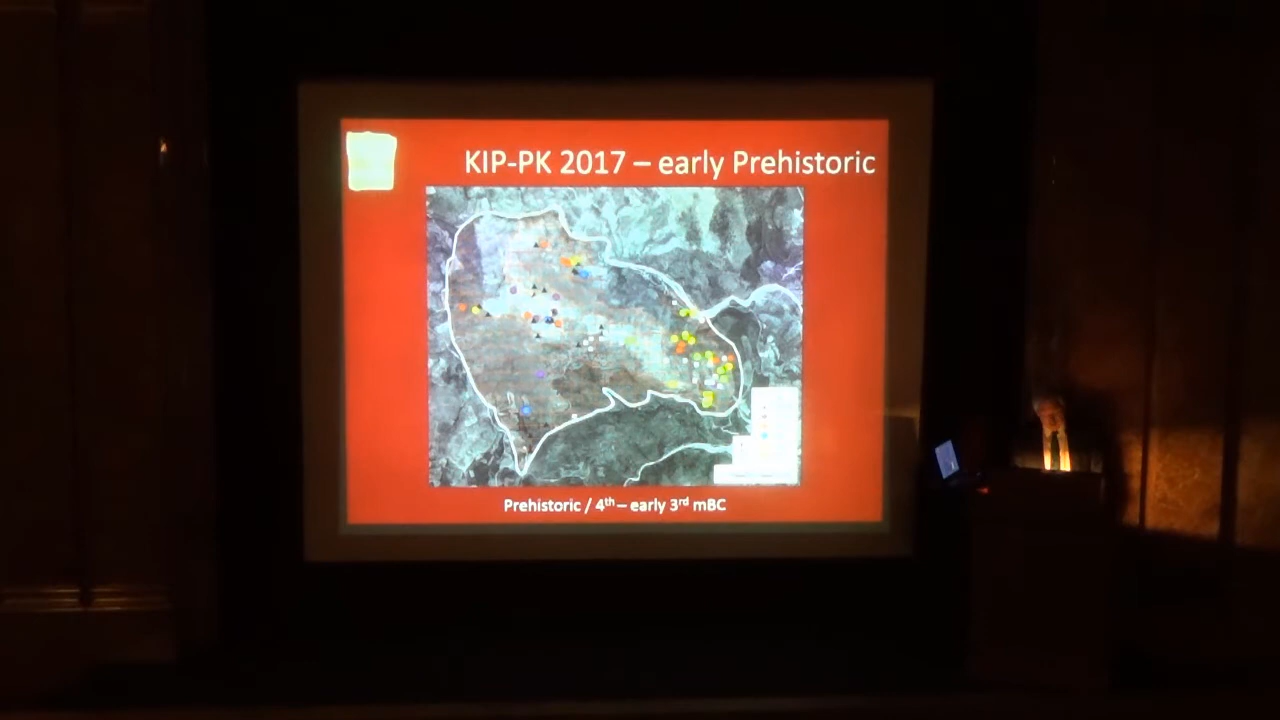 KIP-PK 2017 – early Prehistoric
Prehistoric / 4th – early 3rd mBC